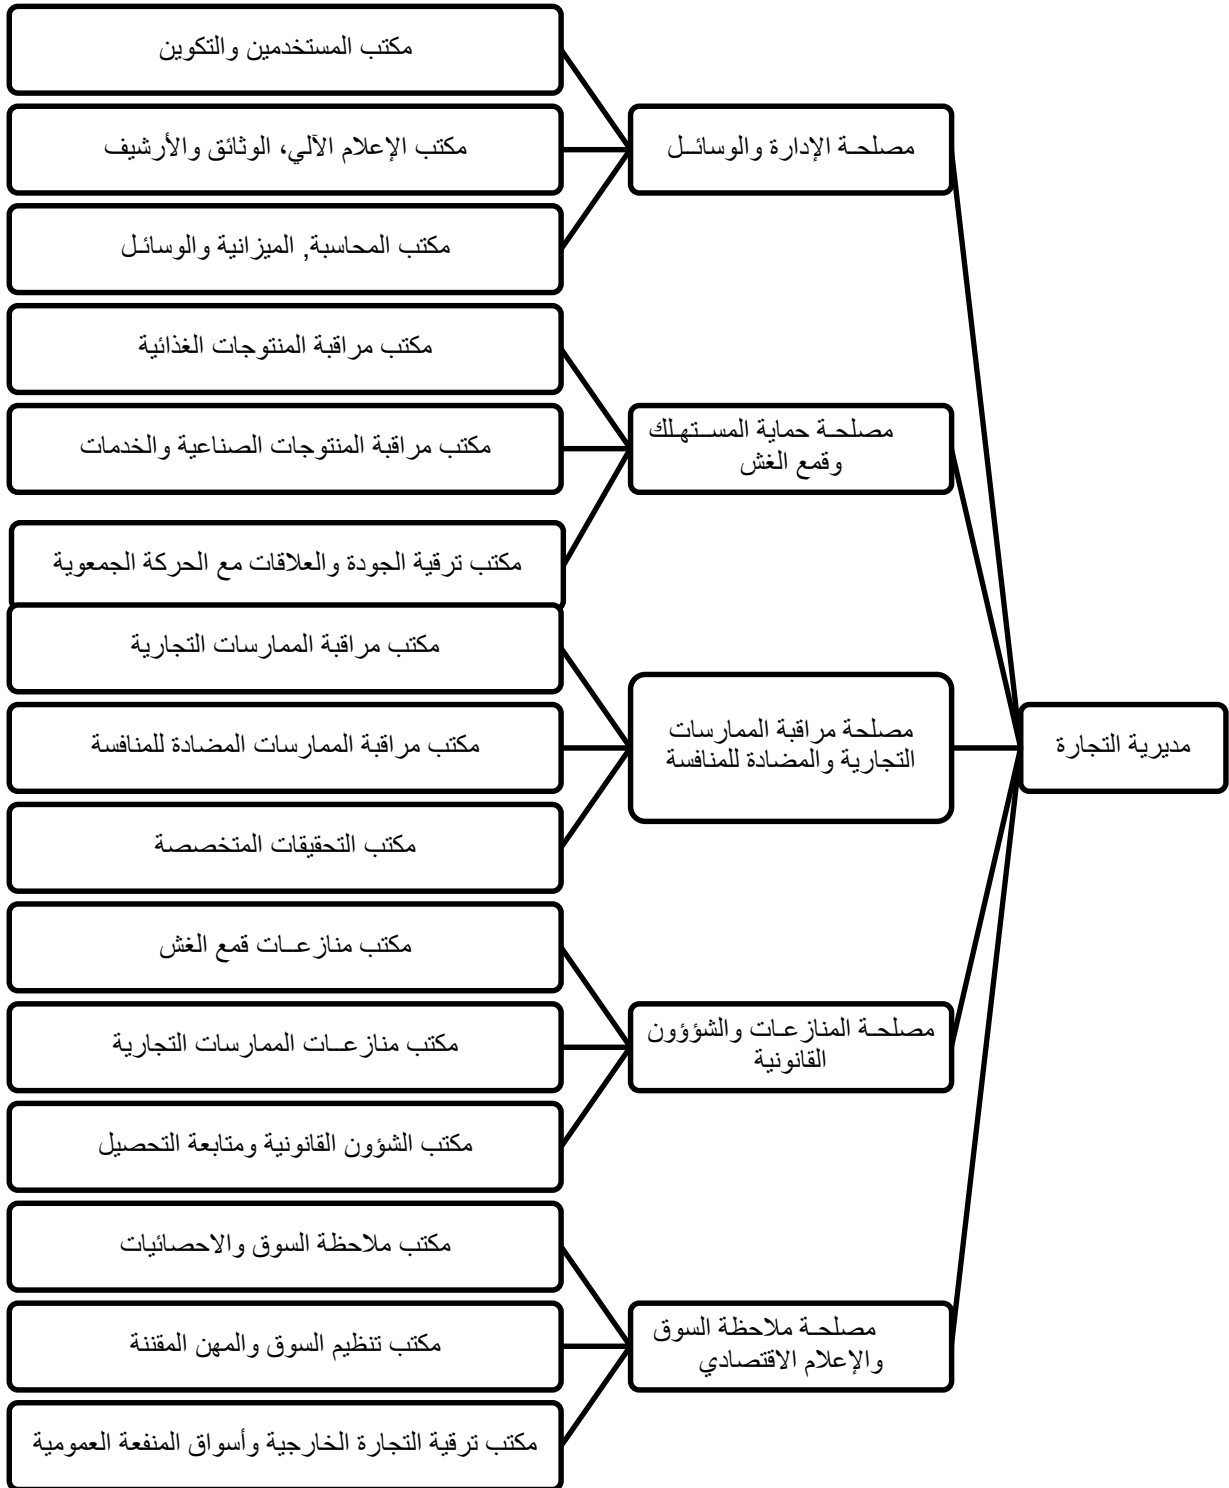 مديرية التجارة
مصلحـة الإدارة والوسائـل
مكتب المستخدمين والتكوين
مكتب الإعلام الآلي، الوثائق والأرشيف
مكتب المحاسبة, الميزانية والوسائـل
مصلحـة حماية المسـتهـلك
وقمع الغش
مكتب مراقبة المنتوجات الغذائية
مكتب مراقبة المنتوجات الصناعية والخدمات
مكتب ترقية الجودة والعلاقات مع الحركة الجمعوية
مصلحة مراقبة الممارسات
التجارية والمضادة للمنافسة
مكتب مراقبة الممارسات التجارية
مكتب مراقبة الممارسات المضادة للمنافسة
مكتب التحقيقات المتخصصة
مصلحـة المنازعـات والشؤوون
القانونية
مكتب منازعــات قمع الغش
مكتب منازعــات الممارسات التجارية
مكتب الشؤون القانونية ومتابعة التحصيل
مصلحـة ملاحظة السوق
والإعلام الاقتصادي
مكتب ملاحظة السوق والاحصائيات
مكتب تنظيم السوق والمهن المقننة
مكتب ترقية التجارة الخارجية وأسواق المنفعة العمومية